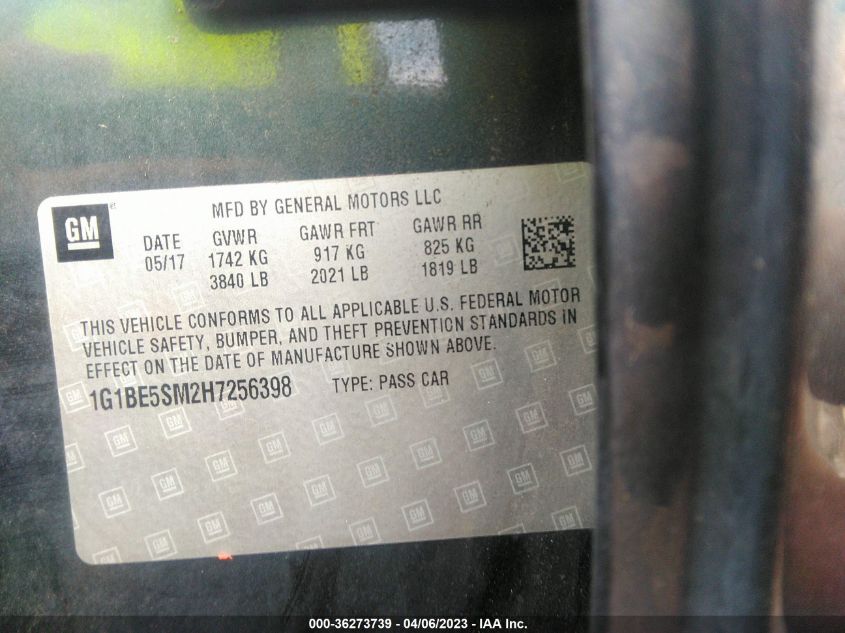 GM
MFD BY GENERAL MOTORS LLC
DATE GVWR GAWR FRT GAWR RR
05/17 1742 KG 917 KG 825 KG
3840 LB 2021 LB 1819 LB
THIS VEHICLE CONFORMS TO ALL APPLICABLE U.S. FEDERAL MOTOR
VEHICLE SAFETY, BUMPER, AND THEFT PREVENTION STANDARDS IN
EFFECT ON THE DATE OF MANUFACTURE SHOWN ABOVE.
1G1BE5SM2H7256398 TYPE: PASS CAR
000-36273739 - 04/06/2023 - IAA Inc.